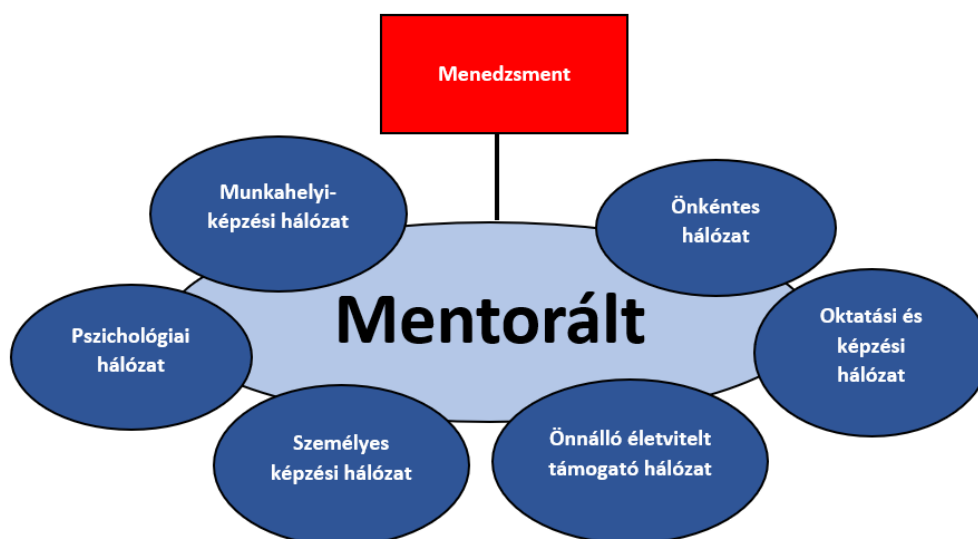 Menedzsment
Munkahelyi-
képzési hálózat
Önkéntes
hálózat
Mentorált
Pszichológiai
hálózat
Oktatási és
képzési
hálózat
Személyes
képzési hálózat
Önnálló életvitelt
támogató hálózat